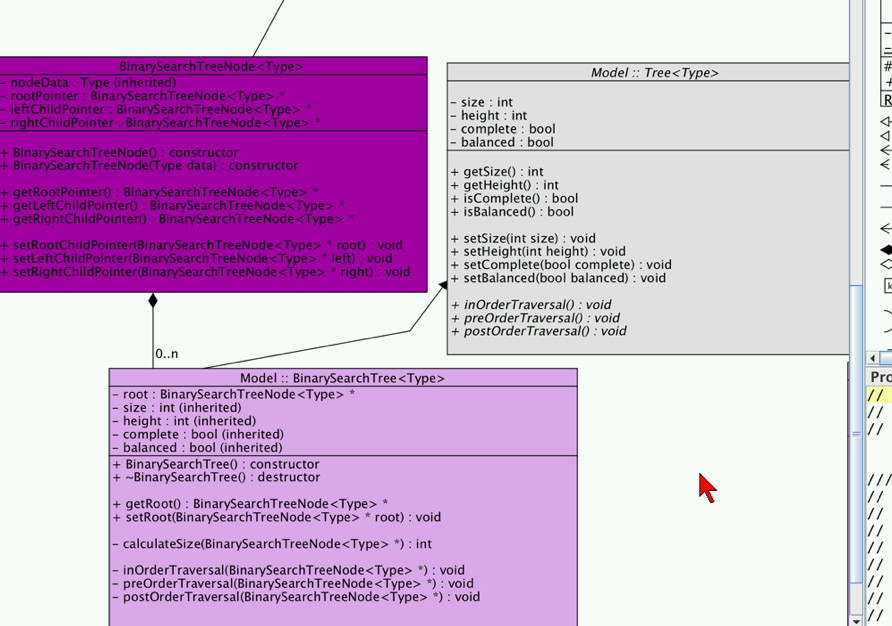 BinarySearchTreeNode<Type>
- nodeData : Type (inherited)
- rootPointer : BinarySearchTreeNode<Type> *
- leftChildPointer : BinarySearchTreeNode<Type> *
- rightChildPointer : BinarySearchTreeNode<Type> *
+ BinarySearchTreeNode() : constructor
+ BinarySearchTreeNode(Type data) : constructor
+ getRootPointer() : BinarySearchTreeNode<Type> *
+ getLeftChildPointer() : BinarySearchTreeNode<Type> *
+ getRightChildPointer() : BinarySearchTreeNode<Type> *
+ setRootChildPointer(BinarySearchTreeNode<Type> * root) : void
+ setLeftChildPointer(BinarySearchTreeNode<Type> * left) : void
+ setRightChildPointer(BinarySearchTreeNode<Type> * right) : void
Model :: Tree<Type>
- size : int
- height : int
- complete : bool
- balanced : bool
+ getSize() : int
+ getHeight() : int
+ isComplete() : bool
+ isBalanced() : bool
+ setSize(int size) : void
+ setHeight(int height) : void
+ setComplete(bool complete) : void
+ setBalanced(bool balanced) : void
+ inOrderTraversal() : void
+ preOrderTraversal() : void
+ postOrderTraversal() : void
0..n
Model :: BinarySearchTree<Type>
- root : BinarySearchTreeNode<Type> *
- size : int (inherited)
- height : int (inherited)
- complete : bool (inherited)
- balanced : bool (inherited)
+ BinarySearchTree() : constructor
+ ~BinarySearchTree() : destructor
+ getRoot() : BinarySearchTreeNode<Type> *
+ setRoot(BinarySearchTreeNode<Type> * root) : void
- calculateSize(BinarySearchTreeNode<Type> *) : int
- inOrderTraversal(BinarySearchTreeNode<Type> *) : void
- preOrderTraversal(BinarySearchTreeNode<Type> *) : void
- postOrderTraversal(BinarySearchTreeNode<Type> *) : void
#
+
R
Pro
//
//
//
///
//
//
//
//
//
//
//
//